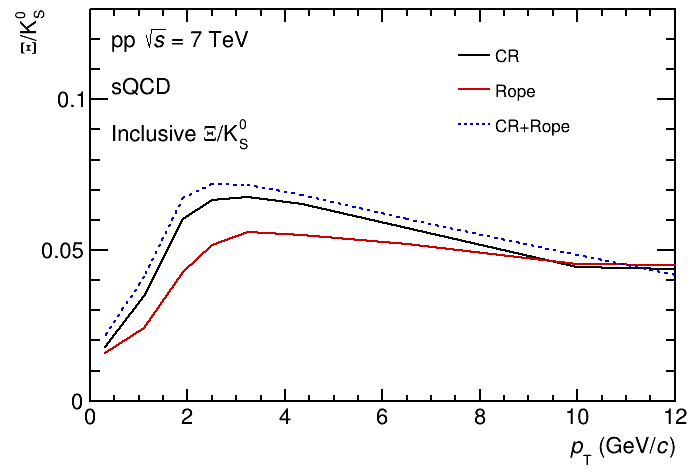 Ξ/K⁰_S
pp √s = 7 TeV
sQCD
Inclusive Ξ/K⁰_S
CR
Rope
CR+Rope
0.1
0.05
0
0 2 4 6 8 10 12
p_T (GeV/c)